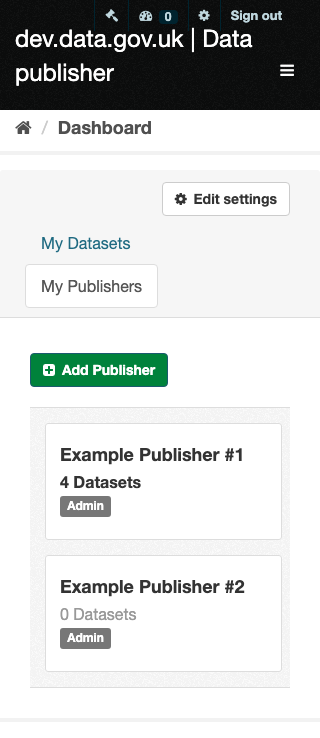 0 Sign out
dev.data.gov.uk | Data
publisher
/ Dashboard
Edit settings
My Datasets
My Publishers
Add Publisher
Example Publisher #1
4 Datasets
Admin
Example Publisher #2
0 Datasets
Admin